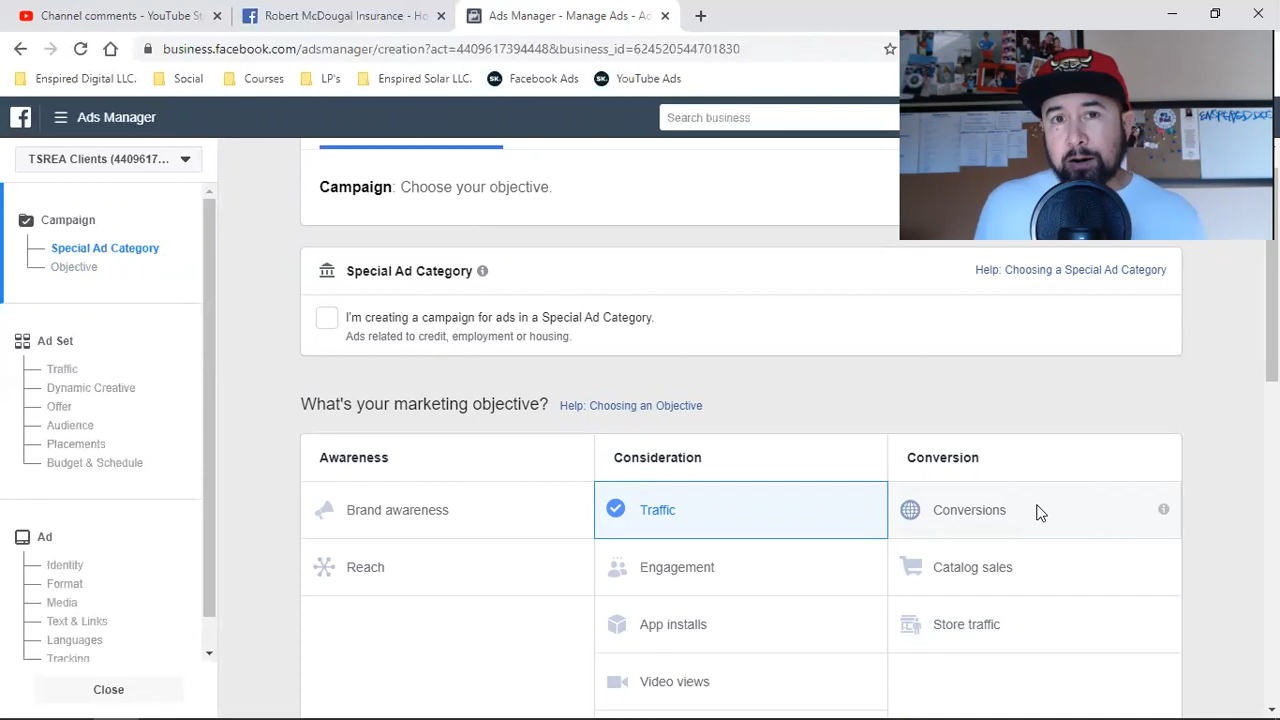 Channel comments - YouTube St
Robert McDougal Insurance - Ho
Ads Manager - Manage Ads - Ad
business.facebook.com/adsmanager/creation?act=440961739444​8&business_id=624520544701830
Enspired Digital LLC.
Social
Courses
LP's
Enspired Solar LLC.
SK.
Facebook Ads
SK.
YouTube Ads
Ads Manager
Search business
TSREA Clients (4409617...
Campaign
Special Ad Category
Objective
Ad Set
Traffic
Dynamic Creative
Offer
Audience
Placements
Budget & Schedule
Ad
Identity
Format
Media
Text & Links
Languages
Tracking
Close
Campaign: Choose your objective.
Special Ad Category
Help: Choosing a Special Ad Category
I'm creating a campaign for ads in a Special Ad Category.
Ads related to credit, employment or housing.
What's your marketing objective? Help: Choosing an Objective
Awareness
Consideration
Conversion
Brand awareness
Traffic
Conversions
Reach
Engagement
Catalog sales
App installs
Store traffic
Video views